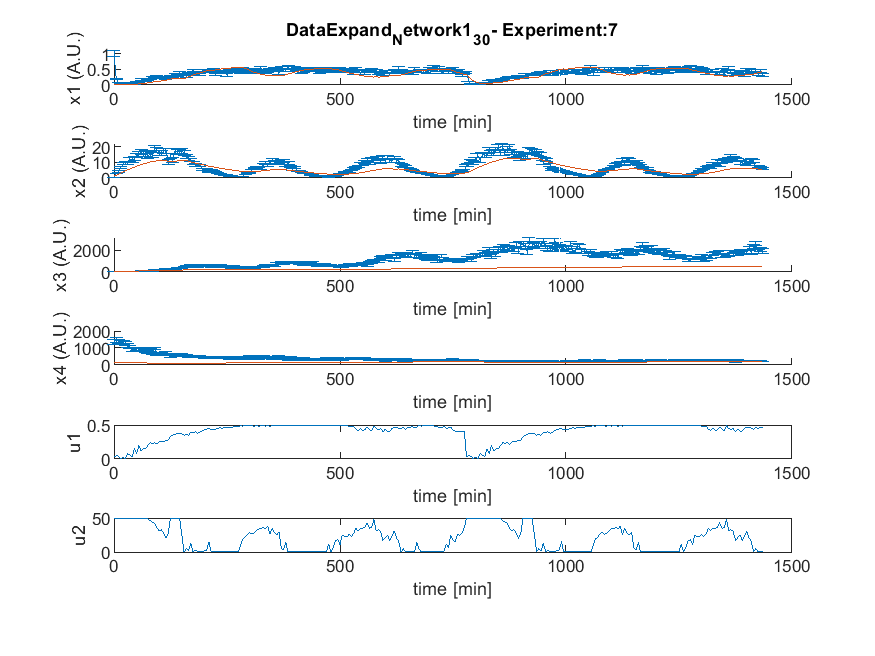 DataExpand_Network1_30- Experiment:7
x1 (A.U.)
1
0.5
0
0 500 1000 1500
time [min]
x2 (A.U.)
20
10
0
0 500 1000 1500
time [min]
x3 (A.U.)
2000
0
0 500 1000 1500
time [min]
x4 (A.U.)
2000
1000
0
0 500 1000 1500
time [min]
u1
0.5
0
0 500 1000 1500
time [min]
u2
50
0
0 500 1000 1500
time [min]